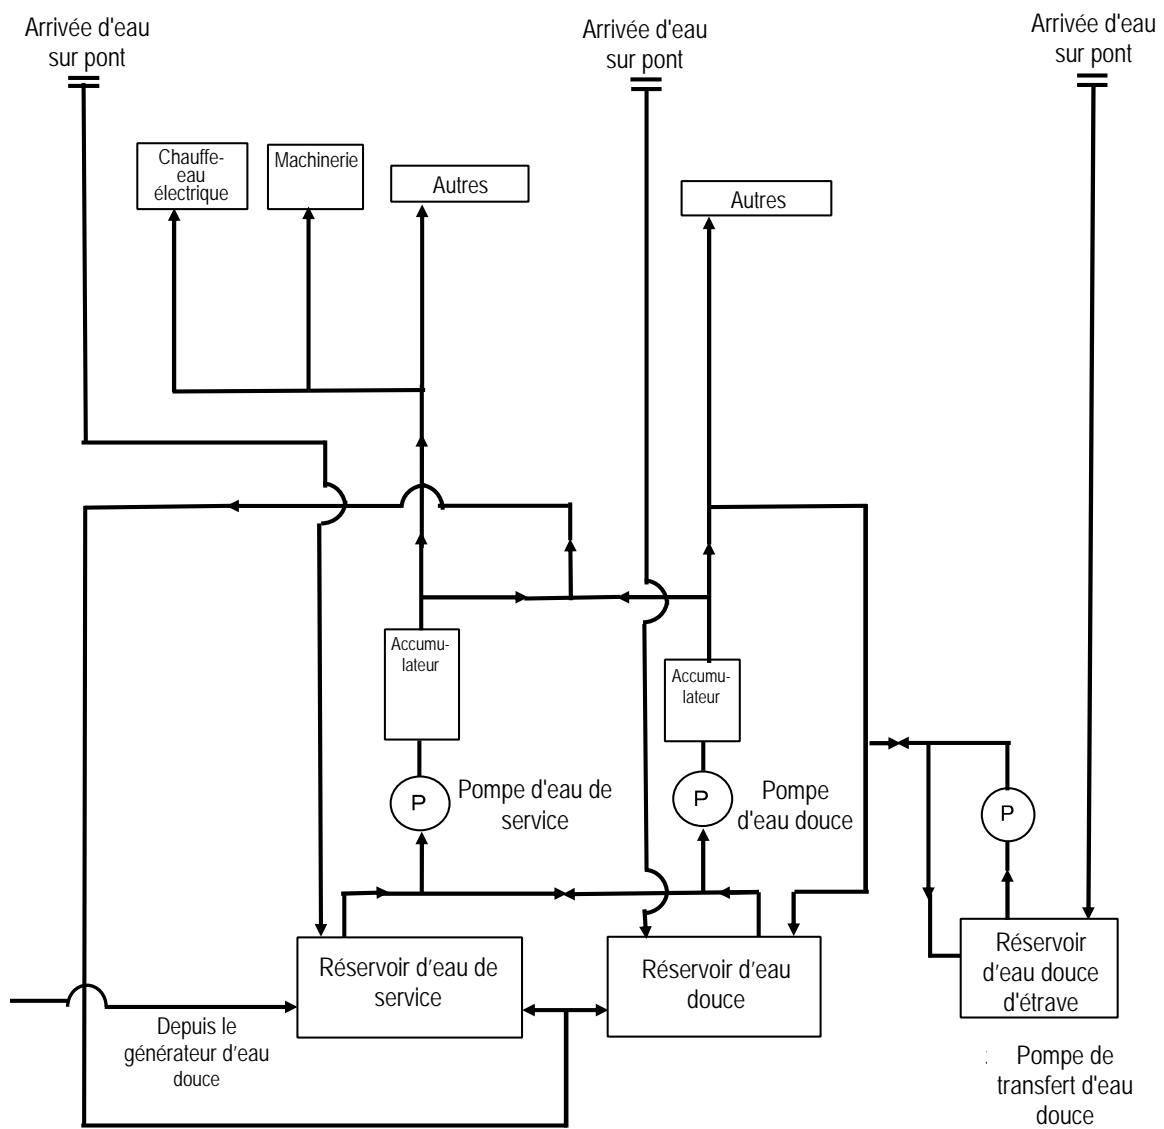 Arrivée d'eau
sur pont
Arrivée d'eau
sur pont
Arrivée d'eau
sur pont
Chauffe-
eau
électrique
Machinerie
Autres
Autres
Accumu-
lateur
Accumu-
lateur
P
Pompe d'eau de
service
P
Pompe
d'eau douce
P
Réservoir d'eau de
service
Réservoir d'eau
douce
Réservoir
d'eau douce
d'étrave
Depuis le
générateur d'eau
douce
Pompe de
transfert d'eau
douce